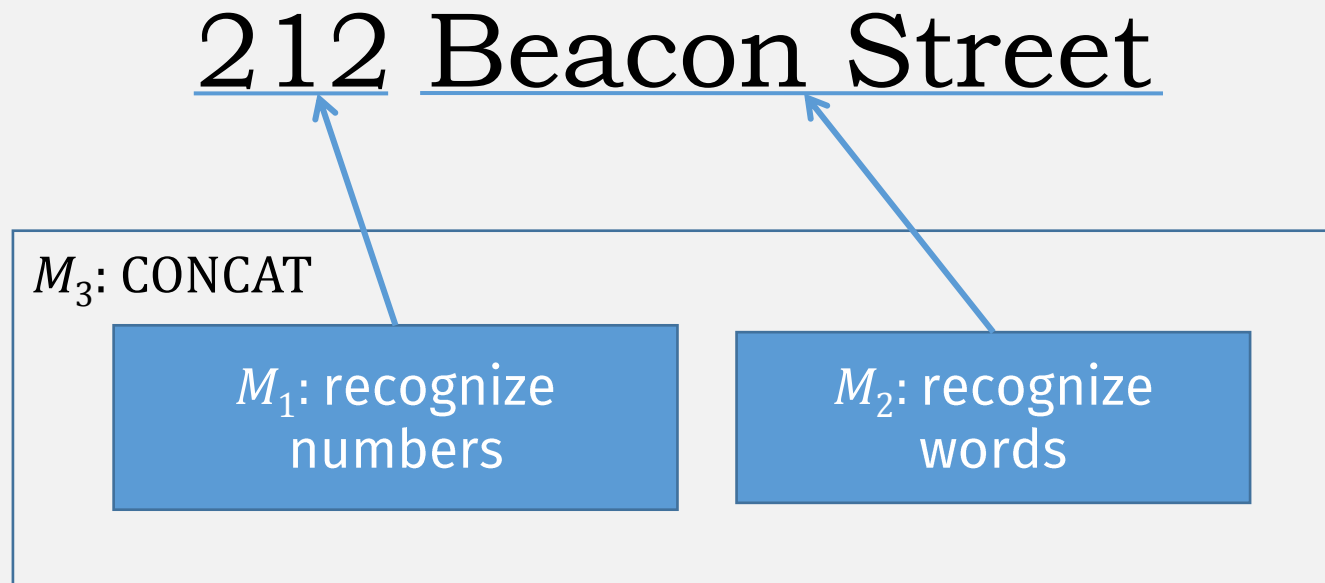 212 Beacon Street
M₃: CONCAT
M₁: recognize
numbers
M₂: recognize
words